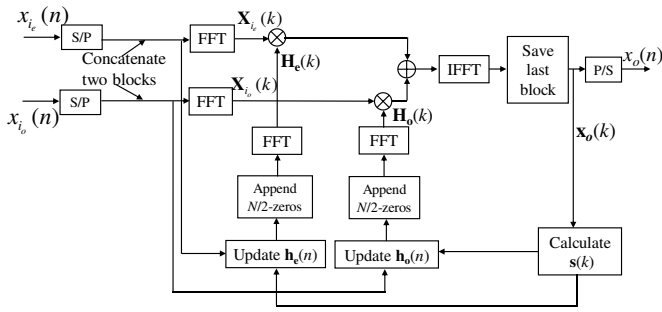 x_{i_e}(n)
S/P
FFT
X_{i_e}(k)
H_e(k)
Concatenate
two blocks
x_{i_o}(n)
S/P
FFT
X_{i_o}(k)
H_o(k)
IFFT
Save
last
block
P/S
x_o(n)
x_o(k)
FFT
FFT
Append
N/2-zeros
Append
N/2-zeros
Update h_e(n)
Update h_o(n)
Calculate
s(k)